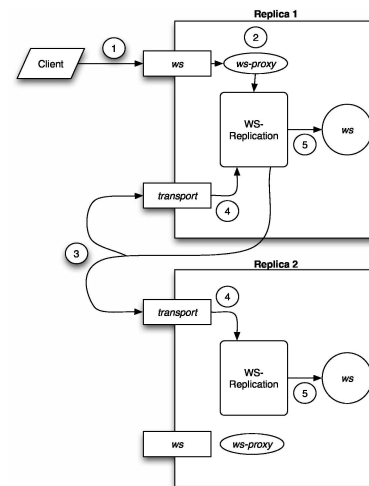 Replica 1
1
2
Client
ws
ws-proxy
WS-
Replication
ws
5
transport
4
3
Replica 2
transport
4
WS-
Replication
ws
5
ws
ws-proxy